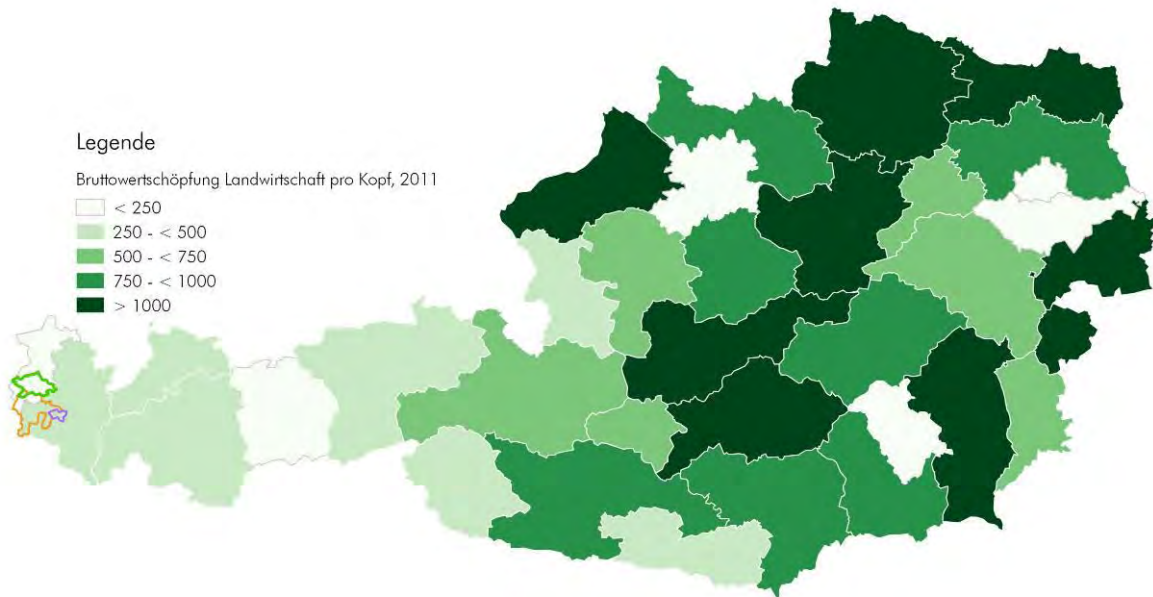 Legende
Bruttowertschöpfung Landwirtschaft pro Kopf, 2011
< 250
250 - < 500
500 - < 750
750 - < 1000
> 1000